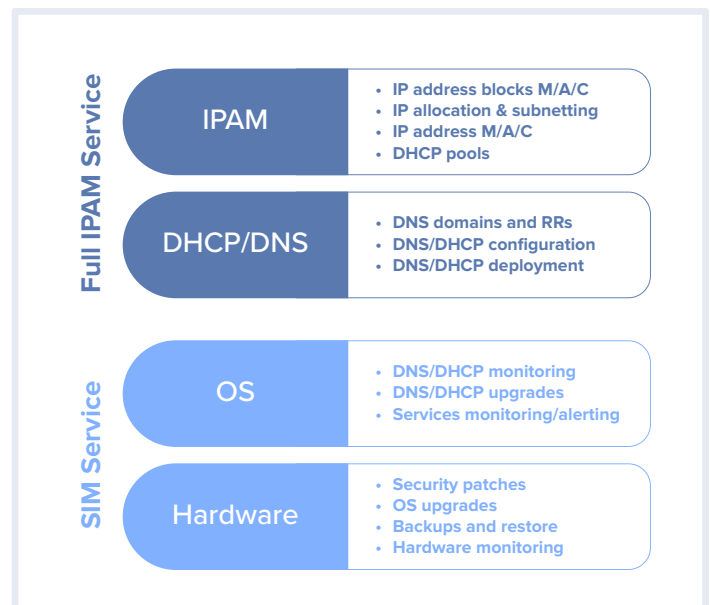 Full IPAM Service
IPAM
• IP address blocks M/A/C
• IP allocation & subnetting
• IP address M/A/C
• DHCP pools
DHCP/DNS
• DNS domains and RRs
• DNS/DHCP configuration
• DNS/DHCP deployment
SIM Service
OS
• DNS/DHCP monitoring
• DNS/DHCP upgrades
• Services monitoring/alerting
Hardware
• Security patches
• OS upgrades
• Backups and restore
• Hardware monitoring